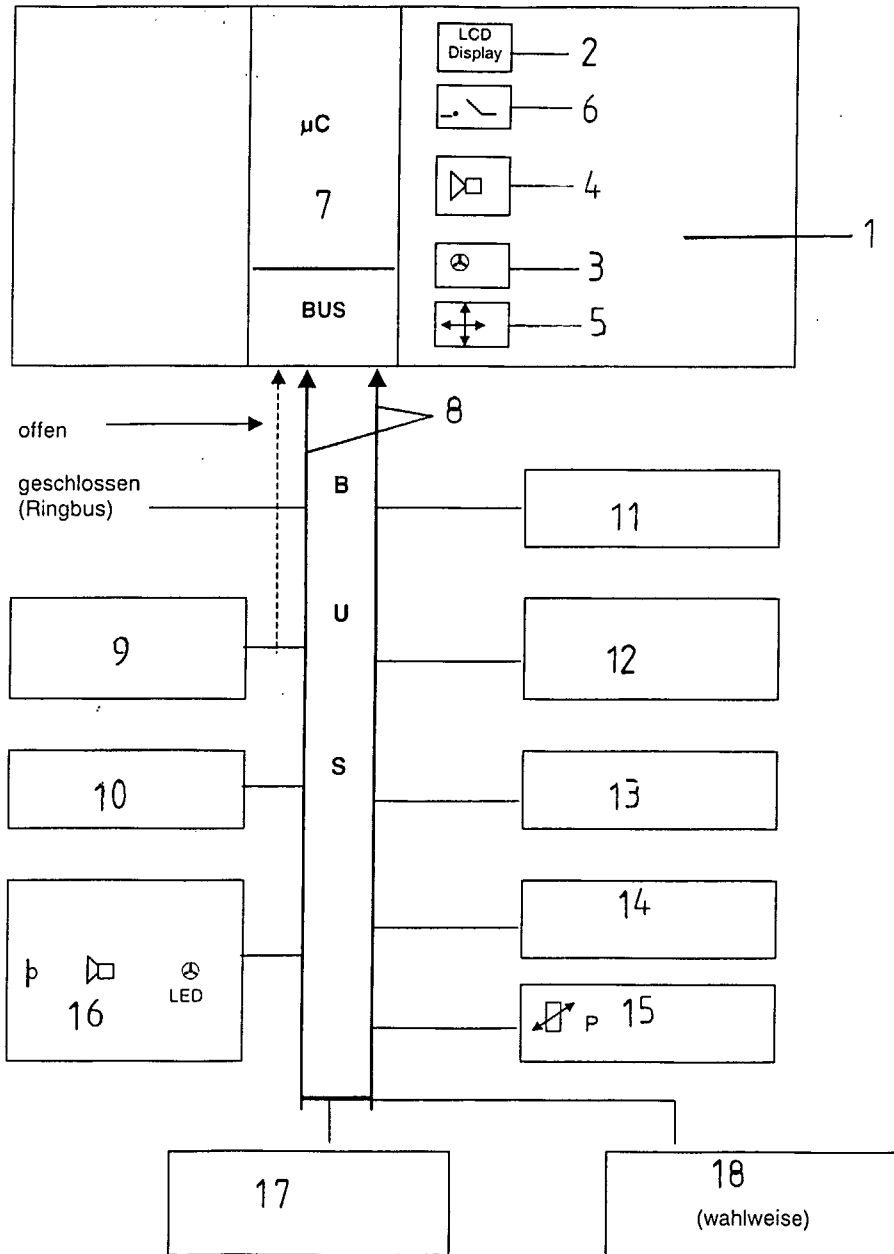 LCD
Display
2
6
µC
4
7
1
3
BUS
5
8
offen
geschlossen
(Ringbus)
B
11
U
9
12
S
10
13
14
16
LED
P
15
17
18
(wahlweise)